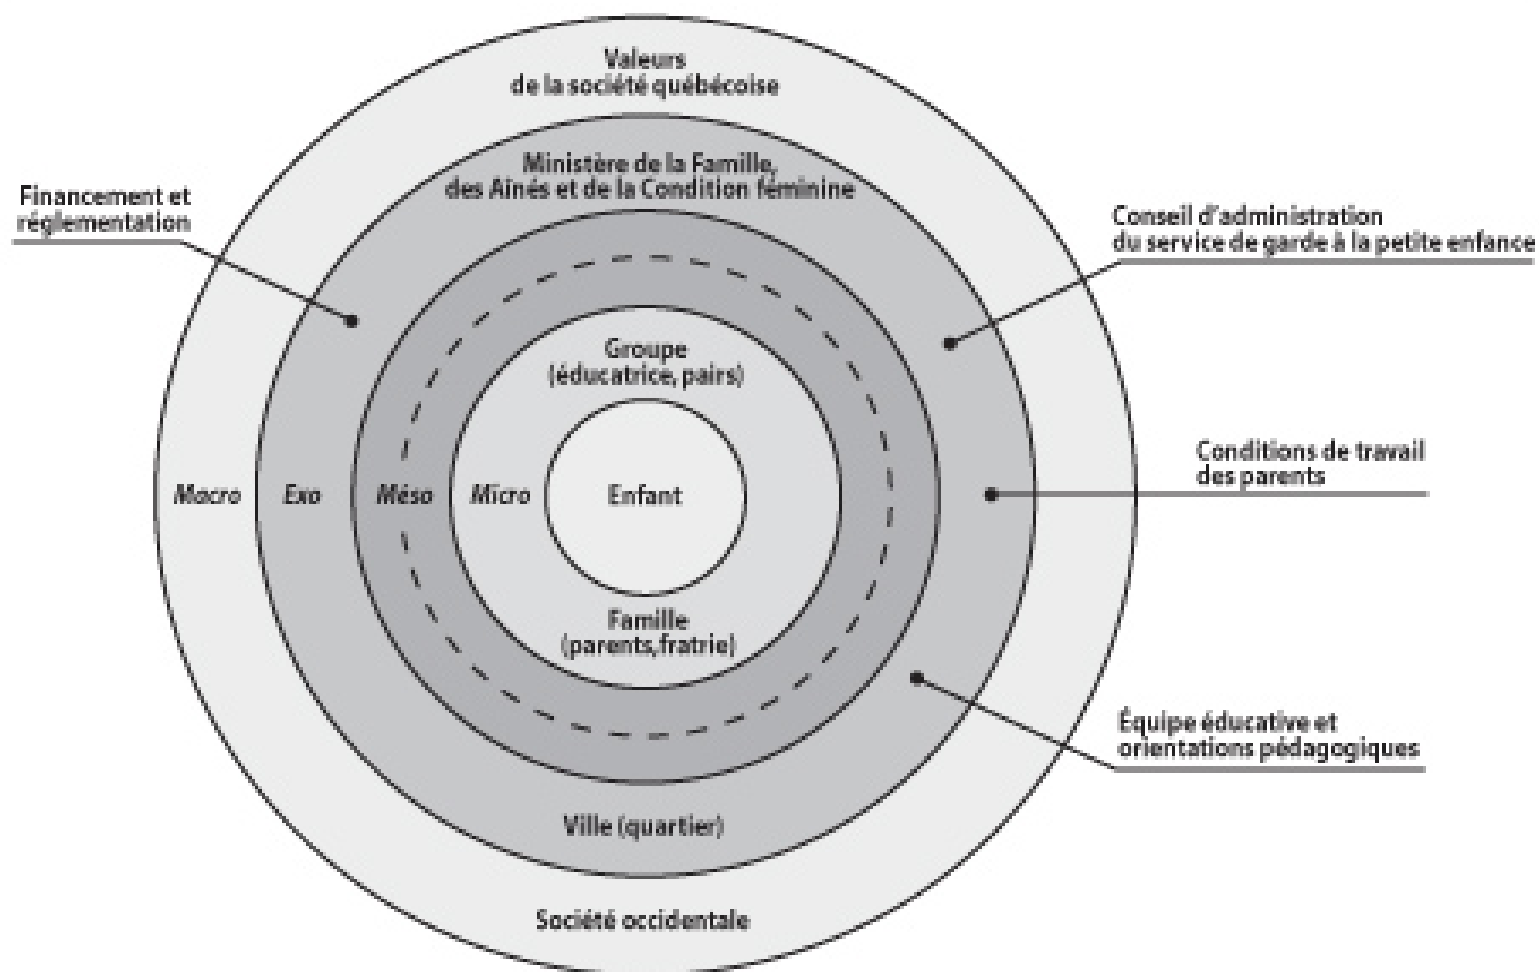 Valeurs
de la société québécoise
Ministère de la Famille,
des Aînés et de la Condition féminine
Financement et
réglementation
Conseil d'administration
du service de garde à la petite enfance
Groupe
(éducatrice, pairs)
Conditions de travail
des parents
Macro
Exo
Méso
Micro
Enfant
Famille
(parents, fratrie)
Équipe éducative et
orientations pédagogiques
Ville (quartier)
Société occidentale